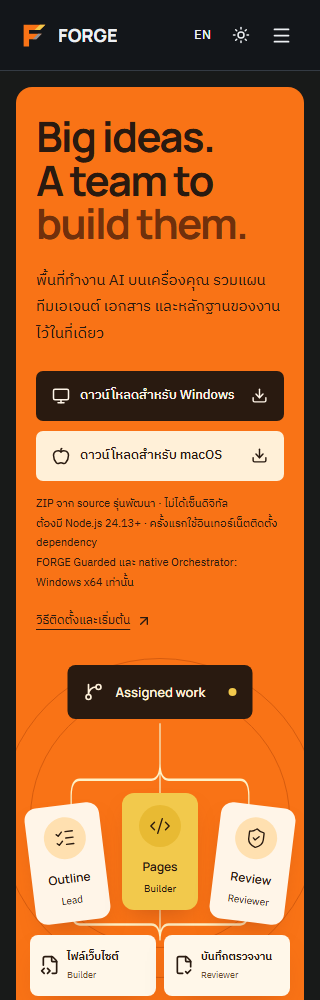 FORGE
EN
Big ideas.
A team to
build them.
พื้นที่ทำงาน AI บนเครื่องคุณ รวมแผน
ทีมเอเจนต์ เอกสาร และหลักฐานของงาน
ไว้ในที่เดียว
ดาวน์โหลดสำหรับ Windows
ดาวน์โหลดสำหรับ macOS
ZIP จาก source รุ่นพัฒนา · ไม่ได้เซ็นดิจิทัล
ต้องมี Node.js 24.13+ · ครั้งแรกใช้อินเทอร์เน็ตติดตั้ง
dependency
FORGE Guarded และ native Orchestrator:
Windows x64 เท่านั้น
วิธีติดตั้งและเริ่มต้น
Assigned work
Outline
Lead
Pages
Builder
Review
Reviewer
ไฟล์เว็บไซต์
Builder
บันทึกตรวจงาน
Reviewer